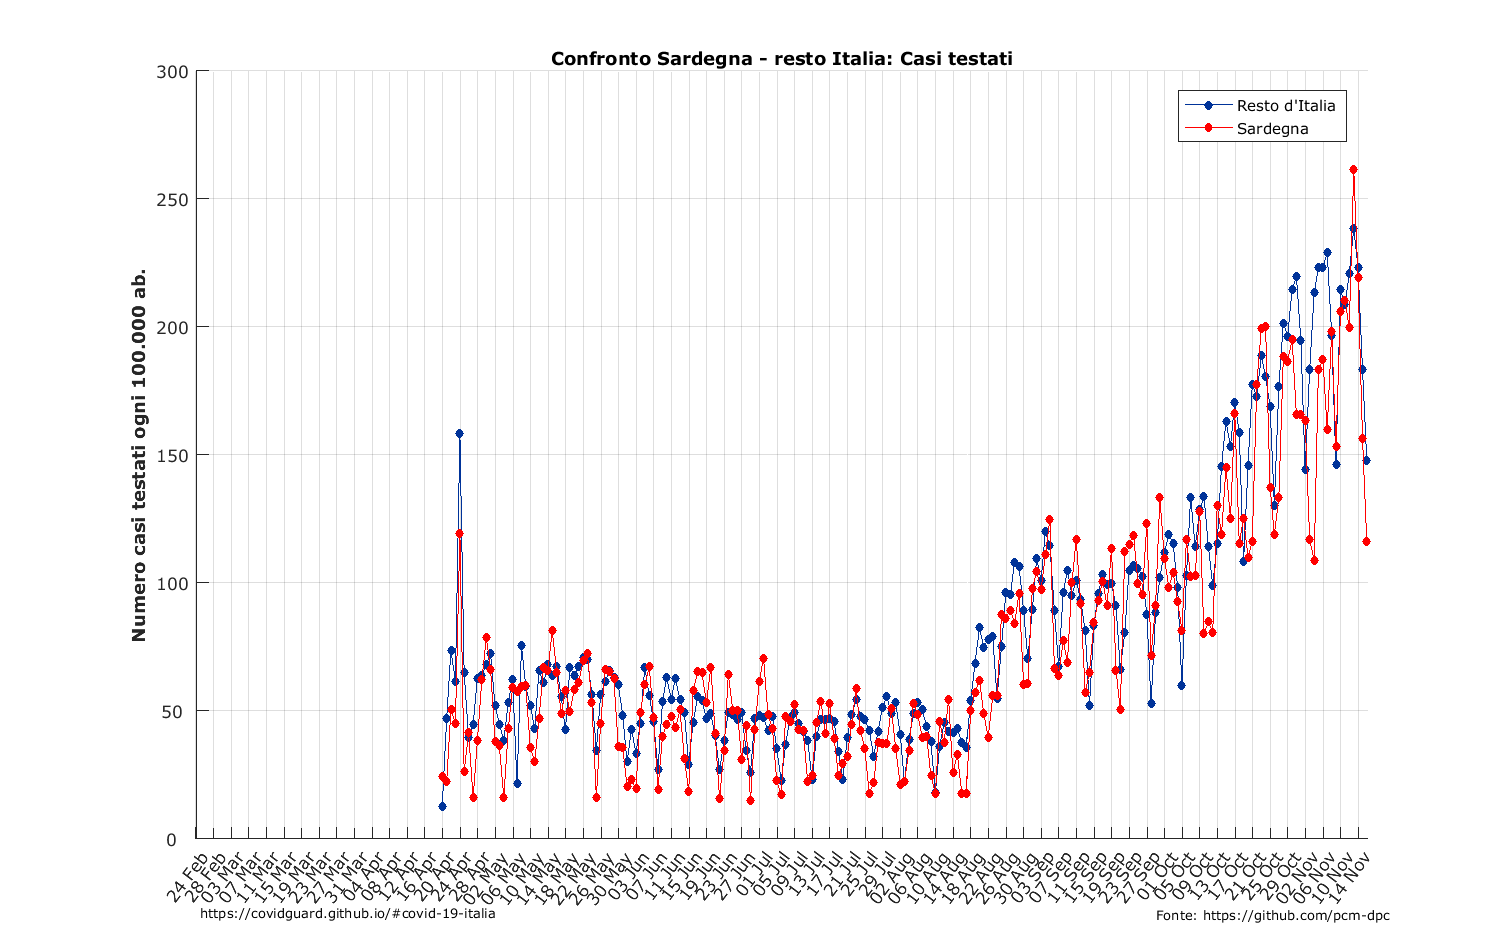 Confronto Sardegna - resto Italia: Casi testati
Resto d'Italia
Sardegna
Numero casi testati ogni 100.000 ab.
300
250
200
150
100
50
0
24 Feb
28 Feb
03 Mar
07 Mar
11 Mar
15 Mar
19 Mar
23 Mar
27 Mar
31 Mar
04 Apr
08 Apr
12 Apr
16 Apr
20 Apr
24 Apr
28 Apr
02 May
06 May
10 May
14 May
18 May
22 May
26 May
30 May
03 Jun
07 Jun
11 Jun
15 Jun
19 Jun
23 Jun
27 Jun
01 Jul
05 Jul
09 Jul
13 Jul
17 Jul
21 Jul
25 Jul
29 Jul
02 Aug
06 Aug
10 Aug
14 Aug
18 Aug
22 Aug
26 Aug
30 Aug
03 Sep
07 Sep
11 Sep
15 Sep
19 Sep
23 Sep
27 Sep
01 Oct
05 Oct
09 Oct
13 Oct
17 Oct
21 Oct
25 Oct
29 Oct
02 Nov
06 Nov
10 Nov
14 Nov
https://covidguard.github.io/#covid-19-italia
Fonte: https://github.com/pcm-dpc